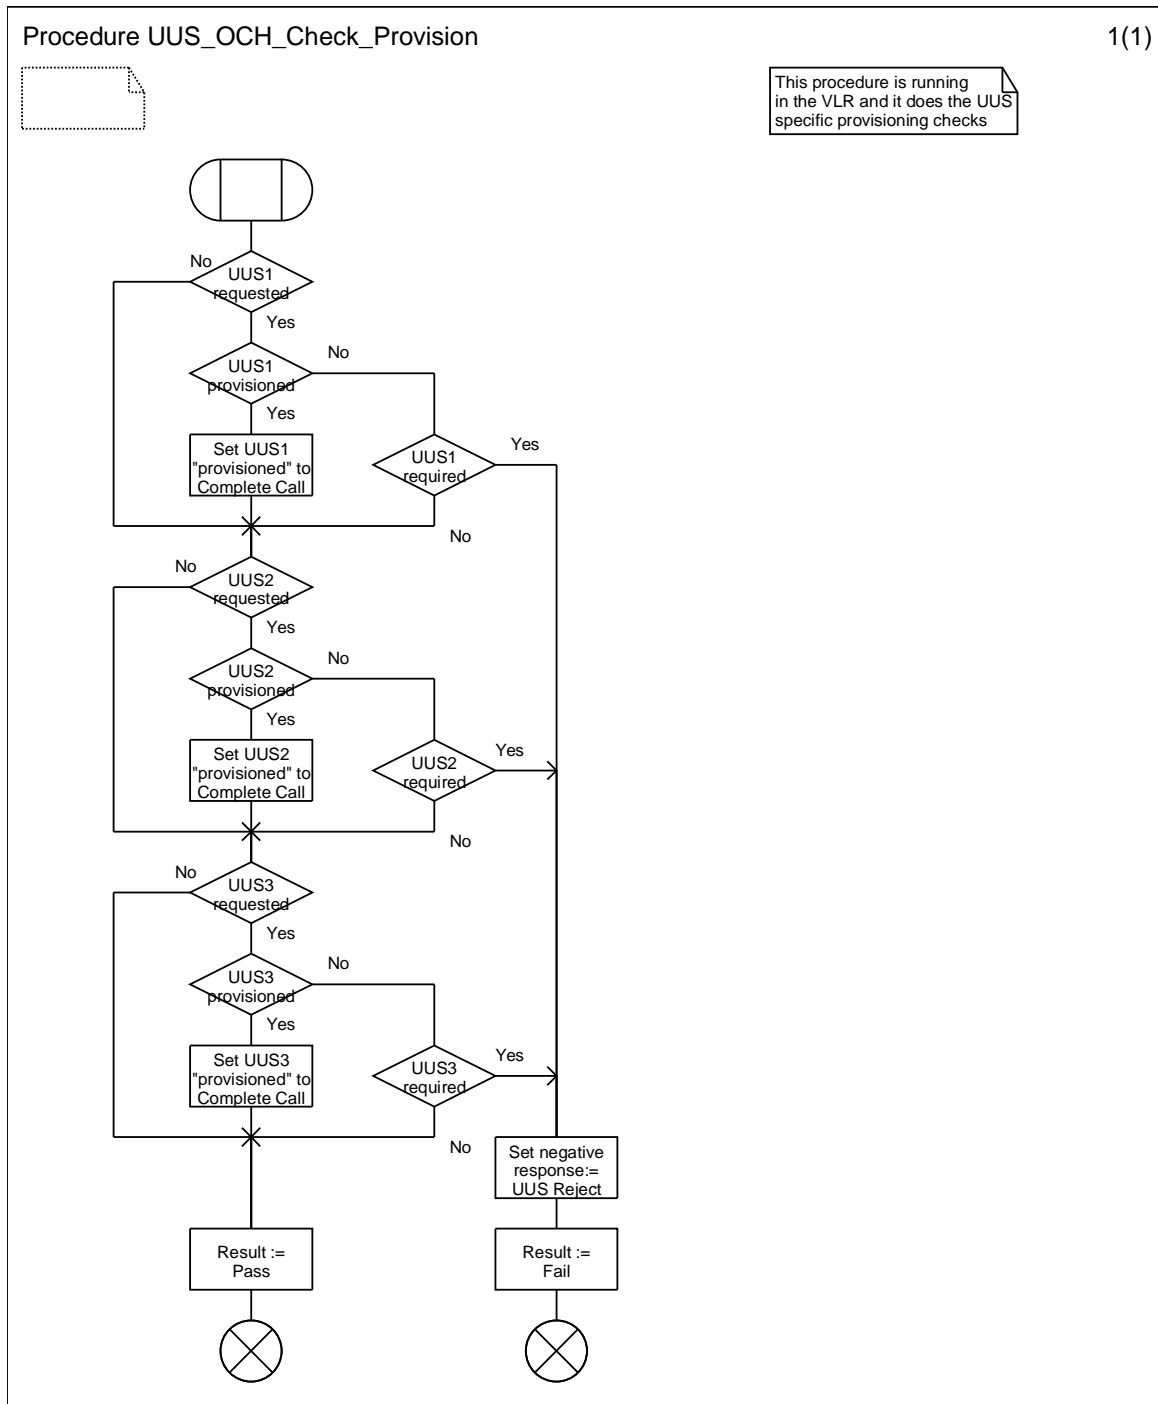 Procedure UUS_OCH_Check_Provision
1(1)
This procedure is running
in the VLR and it does the UUS
specific provisioning checks
No
UUS1
requested
Yes
UUS1
provisioned
No
Yes
Set UUS1
"provisioned" to
Complete Call
UUS1
required
Yes
No
No
UUS2
requested
Yes
UUS2
provisioned
No
Yes
Set UUS2
"provisioned" to
Complete Call
UUS2
required
Yes
No
No
UUS3
requested
Yes
UUS3
provisioned
No
Yes
Set UUS3
"provisioned" to
Complete Call
UUS3
required
Yes
No
Set negative
response:=
UUS Reject
Result :=
Pass
Result :=
Fail